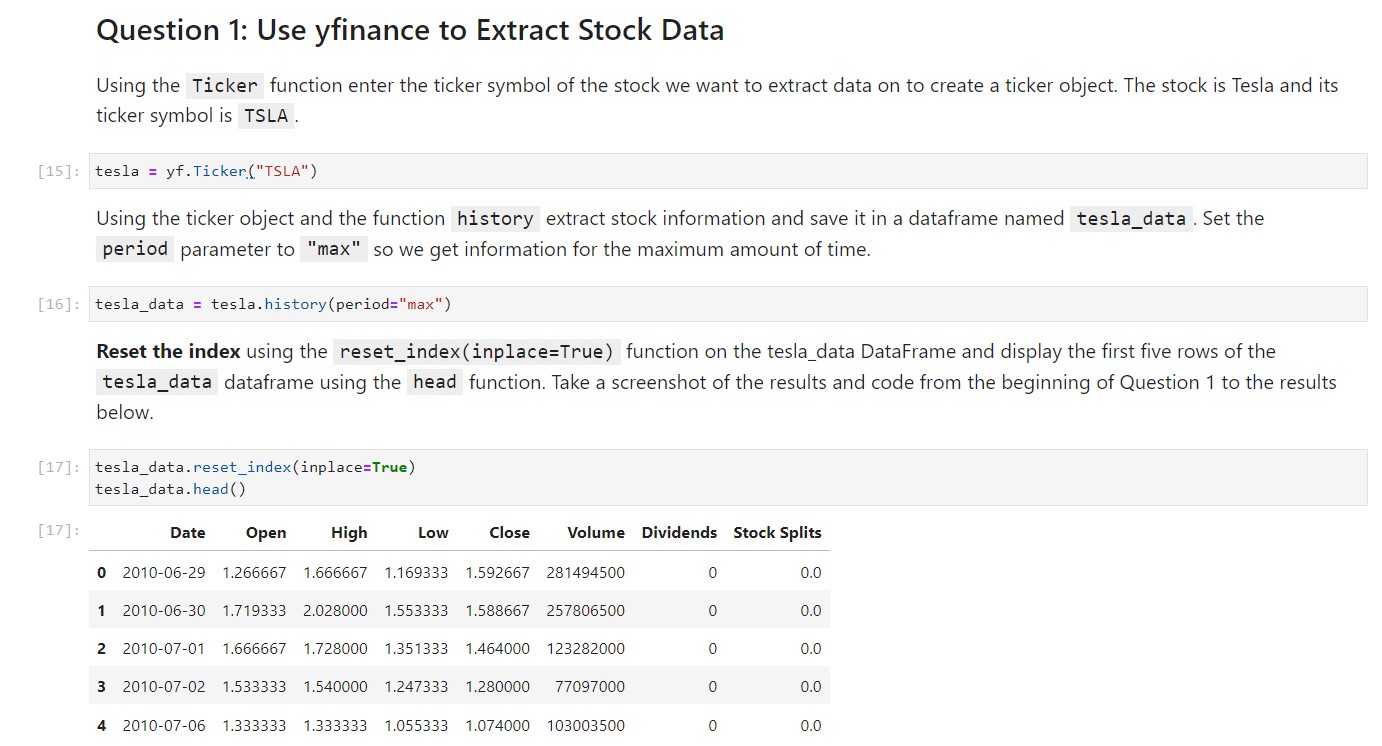 Question 1: Use yfinance to Extract Stock Data
Using the Ticker function enter the ticker symbol of the stock we want to extract data on to create a ticker object. The stock is Tesla and its
ticker symbol is TSLA .
[15]: tesla = yf.Ticker("TSLA")
Using the ticker object and the function history extract stock information and save it in a dataframe named tesla_data . Set the
period parameter to "max" so we get information for the maximum amount of time.
[16]: tesla_data = tesla.history(period="max")
Reset the index using the reset_index(inplace=True) function on the tesla_data DataFrame and display the first five rows of the
tesla_data dataframe using the head function. Take a screenshot of the results and code from the beginning of Question 1 to the results
below.
[17]: tesla_data.reset_index(inplace=True)
tesla_data.head()
[17]: Date Open High Low Close Volume Dividends Stock Splits
0 2010-06-29 1.266667 1.666667 1.169333 1.592667 281494500 0 0.0
1 2010-06-30 1.719333 2.028000 1.553333 1.588667 257806500 0 0.0
2 2010-07-01 1.666667 1.728000 1.351333 1.464000 123282000 0 0.0
3 2010-07-02 1.533333 1.540000 1.247333 1.280000 77097000 0 0.0
4 2010-07-06 1.333333 1.333333 1.055333 1.074000 103003500 0 0.0